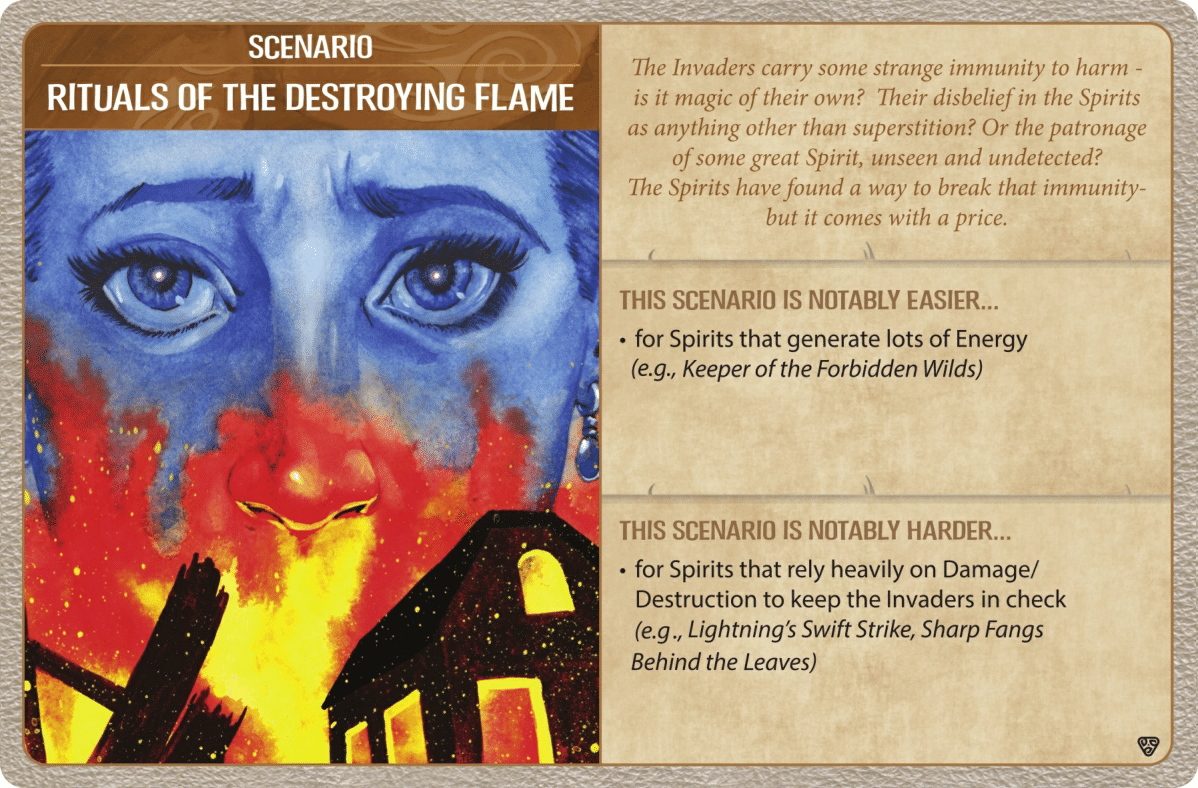 SCENARIO
RITUALS OF THE DESTROYING FLAME
The Invaders carry some strange immunity to harm -
is it magic of their own? Their disbelief in the Spirits
as anything other than superstition? Or the patronage
of some great Spirit, unseen and undetected?
The Spirits have found a way to break that immunity-
but it comes with a price.
THIS SCENARIO IS NOTABLY EASIER...
• for Spirits that generate lots of Energy
(e.g., Keeper of the Forbidden Wilds)
THIS SCENARIO IS NOTABLY HARDER...
• for Spirits that rely heavily on Damage/
Destruction to keep the Invaders in check
(e.g., Lightning's Swift Strike, Sharp Fangs
Behind the Leaves)